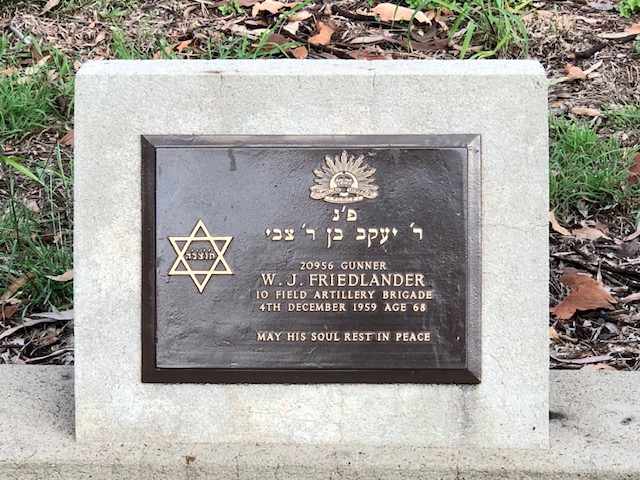 פ'נ
ר' יעקב בן ר' צבי
תנצבה
20956 GUNNER
W. J. FRIEDLANDER
10 FIELD ARTILLERY BRIGADE
4TH DECEMBER 1959 AGE 68
MAY HIS SOUL REST IN PEACE